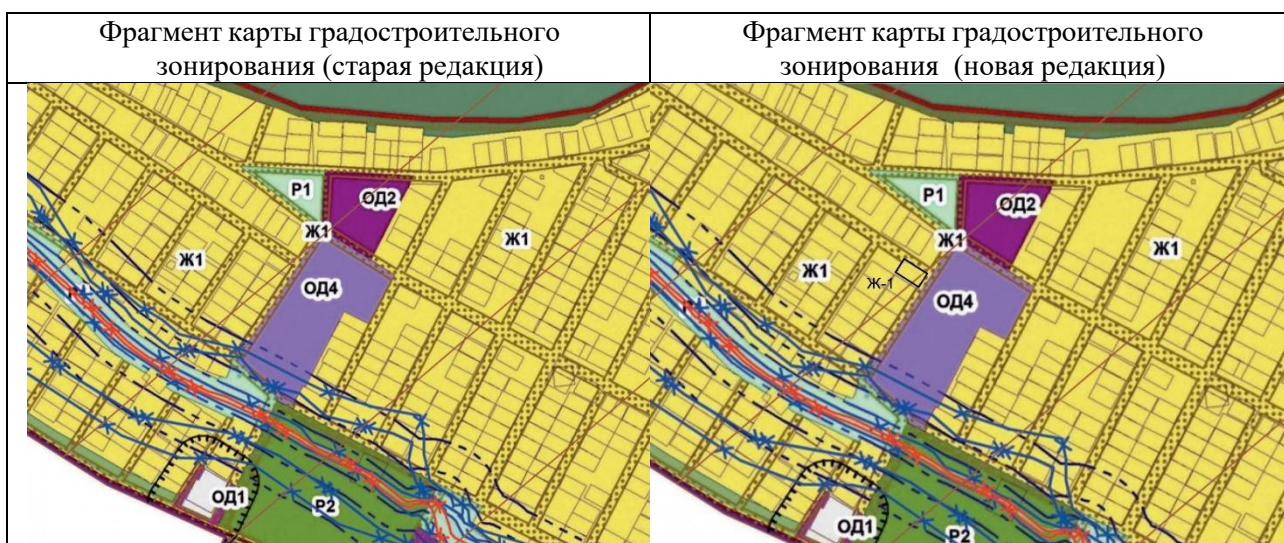 Фрагмент карты градостроительного
зонирования (старая редакция)
Фрагмент карты градостроительного
зонирования (новая редакция)
Р1
ОД2
Ж1
Ж1
Ж1
ОД4
ОД1
Р2
Р1
ОД2
Ж1
Ж1
Ж1
Ж-1
ОД4
ОД1
Р2